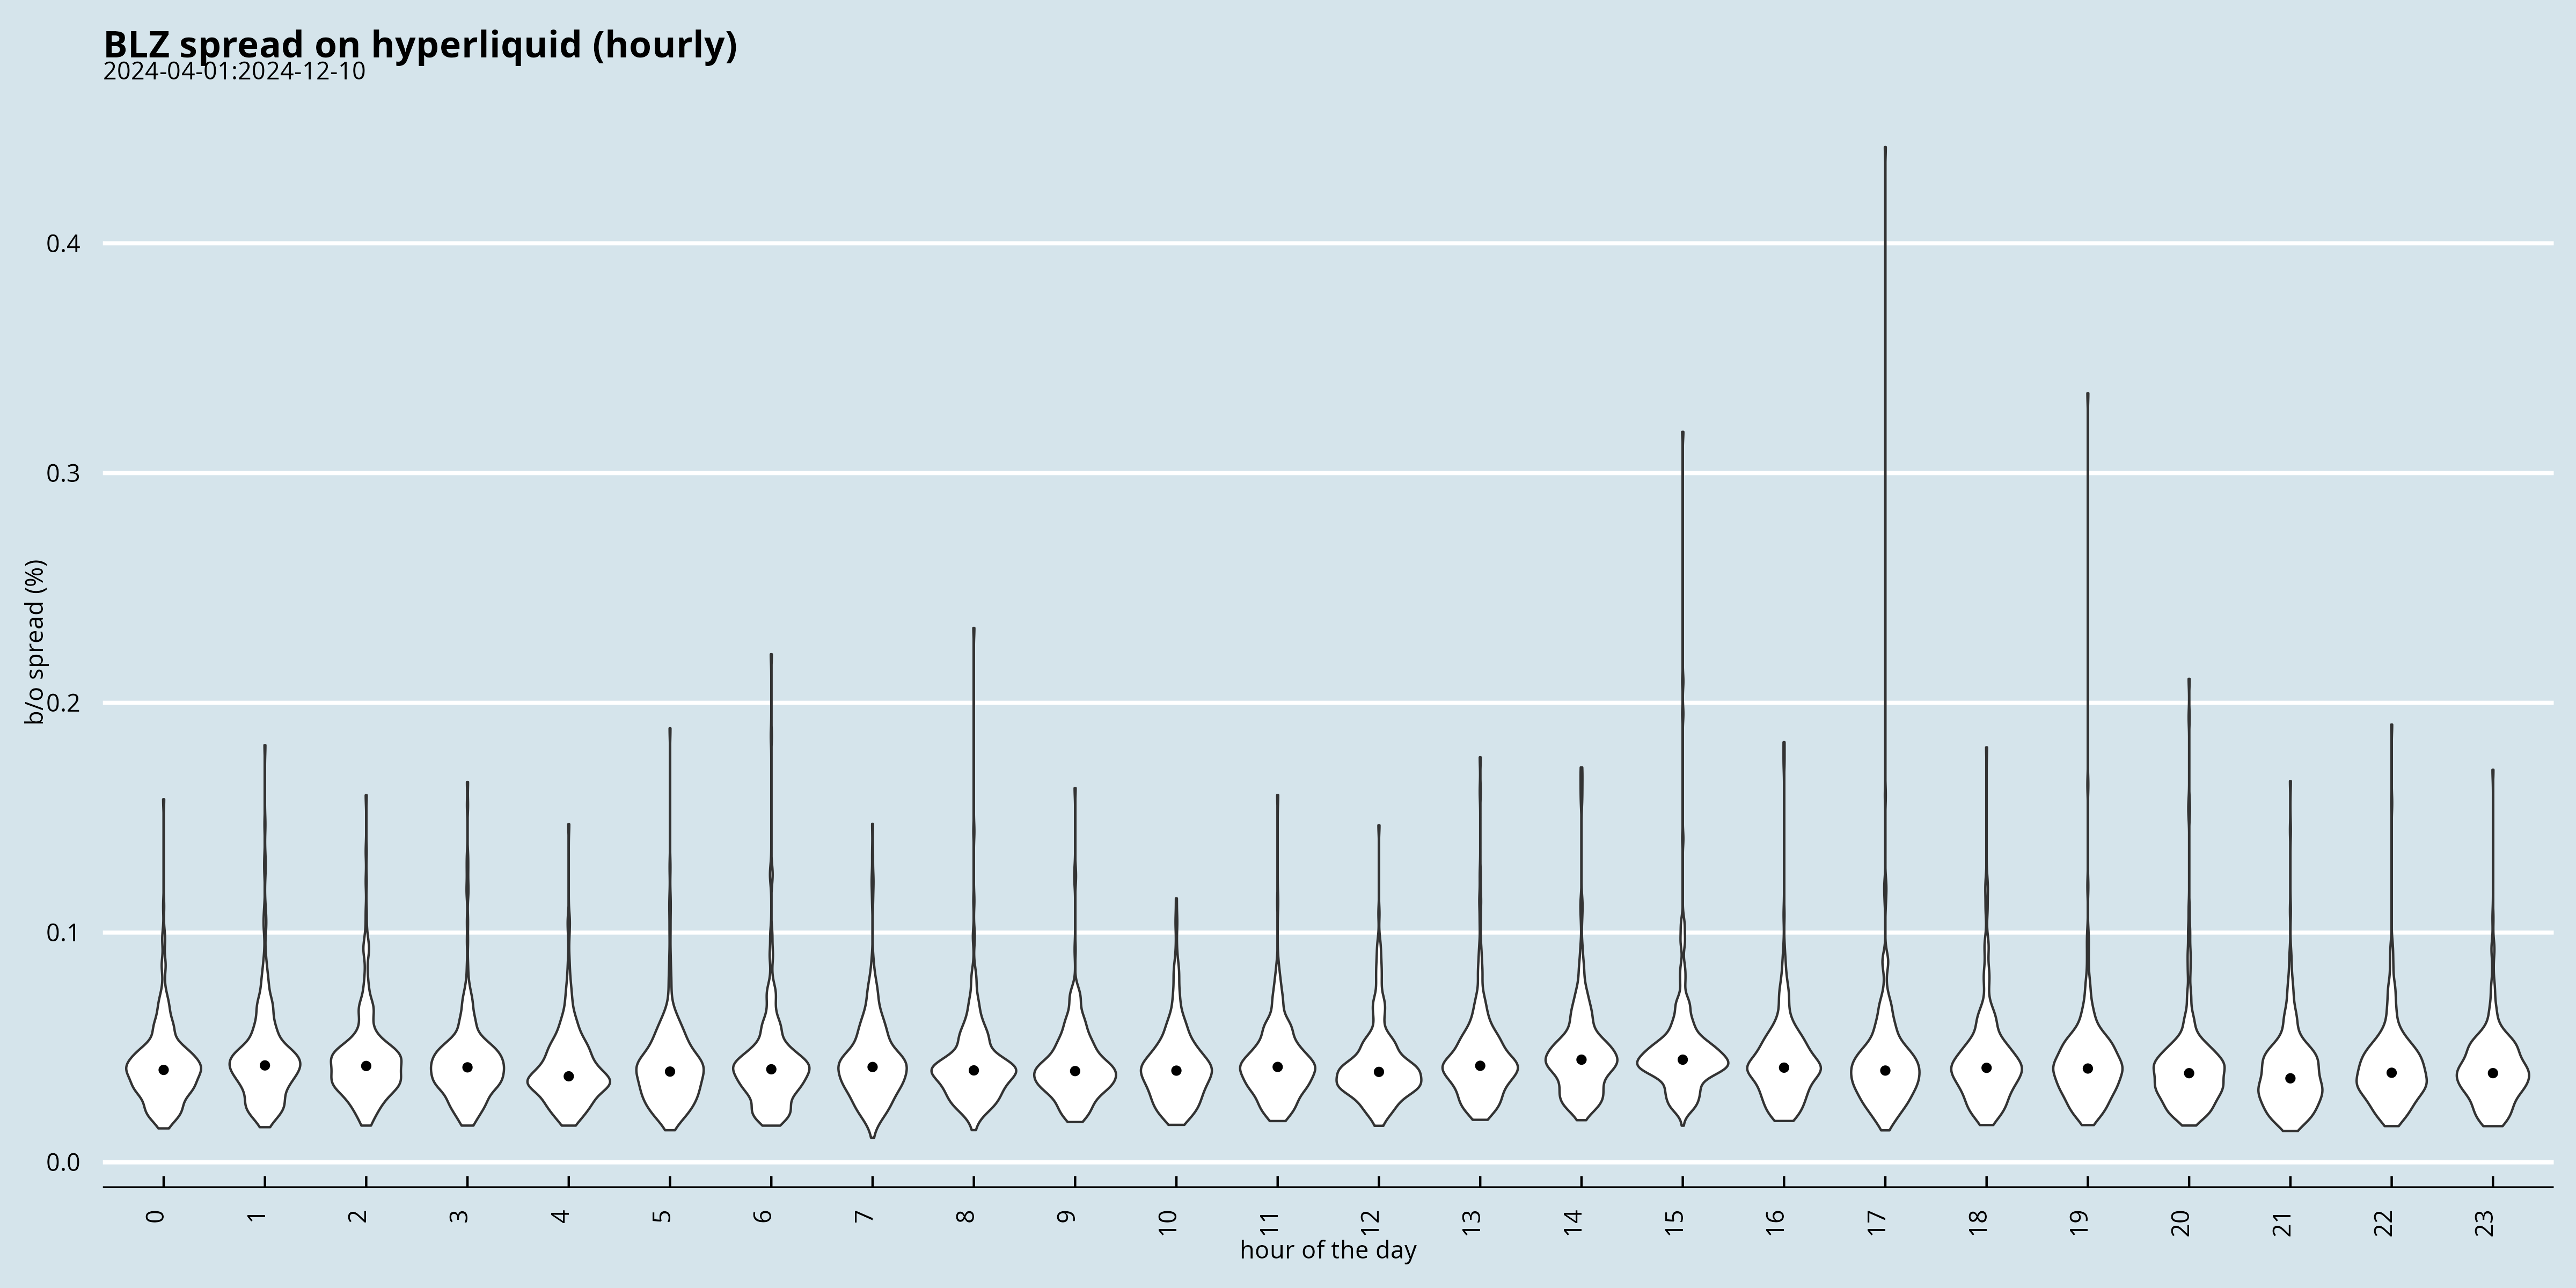 BLZ spread on hyperliquid (hourly)
2024-04-01:2024-12-10
0.4
0.3
0.2
0.1
0.0
b/o spread (%)
0 1 2 3 4 5 6 7 8 9 10 11 12 13 14 15 16 17 18 19 20 21 22 23
hour of the day